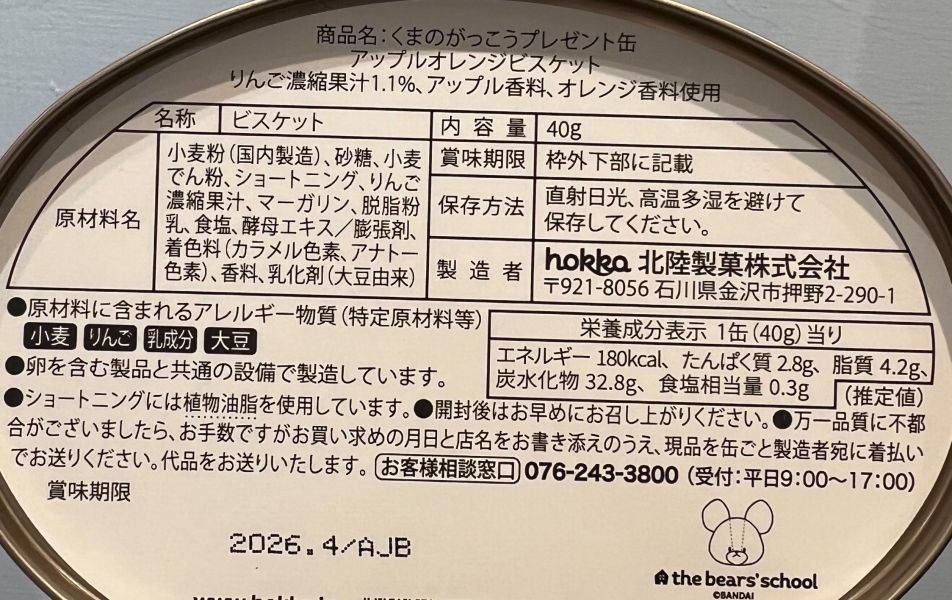 商品名：くまのがっこうプレゼント缶
アップルオレンジビスケット
りんご濃縮果汁1.1%、アップル香料、オレンジ香料使用
名称 ビスケット
原材料名 小麦粉（国内製造）、砂糖、小麦
でん粉、ショートニング、りんご
濃縮果汁、マーガリン、脱脂粉
乳、食塩、酵母エキス／膨張剤、
着色料（カラメル色素、アナトー
色素）、香料、乳化剤（大豆由来）
内容量 40g
賞味期限 枠外下部に記載
保存方法 直射日光、高温多湿を避けて
保存してください。
製造者 hokka 北陸製菓株式会社
〒921-8056 石川県金沢市押野2-290-1
●原材料に含まれるアレルギー物質（特定原材料等）
小麦 りんご 乳成分 大豆
●卵を含む製品と共通の設備で製造しています。
栄養成分表示 1缶（40g）当り
エネルギー 180kcal、たんぱく質 2.8g、脂質 4.2g、
炭水化物 32.8g、食塩相当量 0.3g
（推定値）
●ショートニングには植物油脂を使用しています。●開封後はお早めにお召し上がりください。●万一品質に不都
合がございましたら、お手数ですがお買い求めの月日と店名をお書き添えのうえ、現品を缶ごと製造者宛に着払い
でお送りください。代品をお送りいたします。お客様相談窓口 076-243-3800（受付：平日9:00～17:00）
賞味期限
2026.4/AJB
the bears' school
©BANDAI